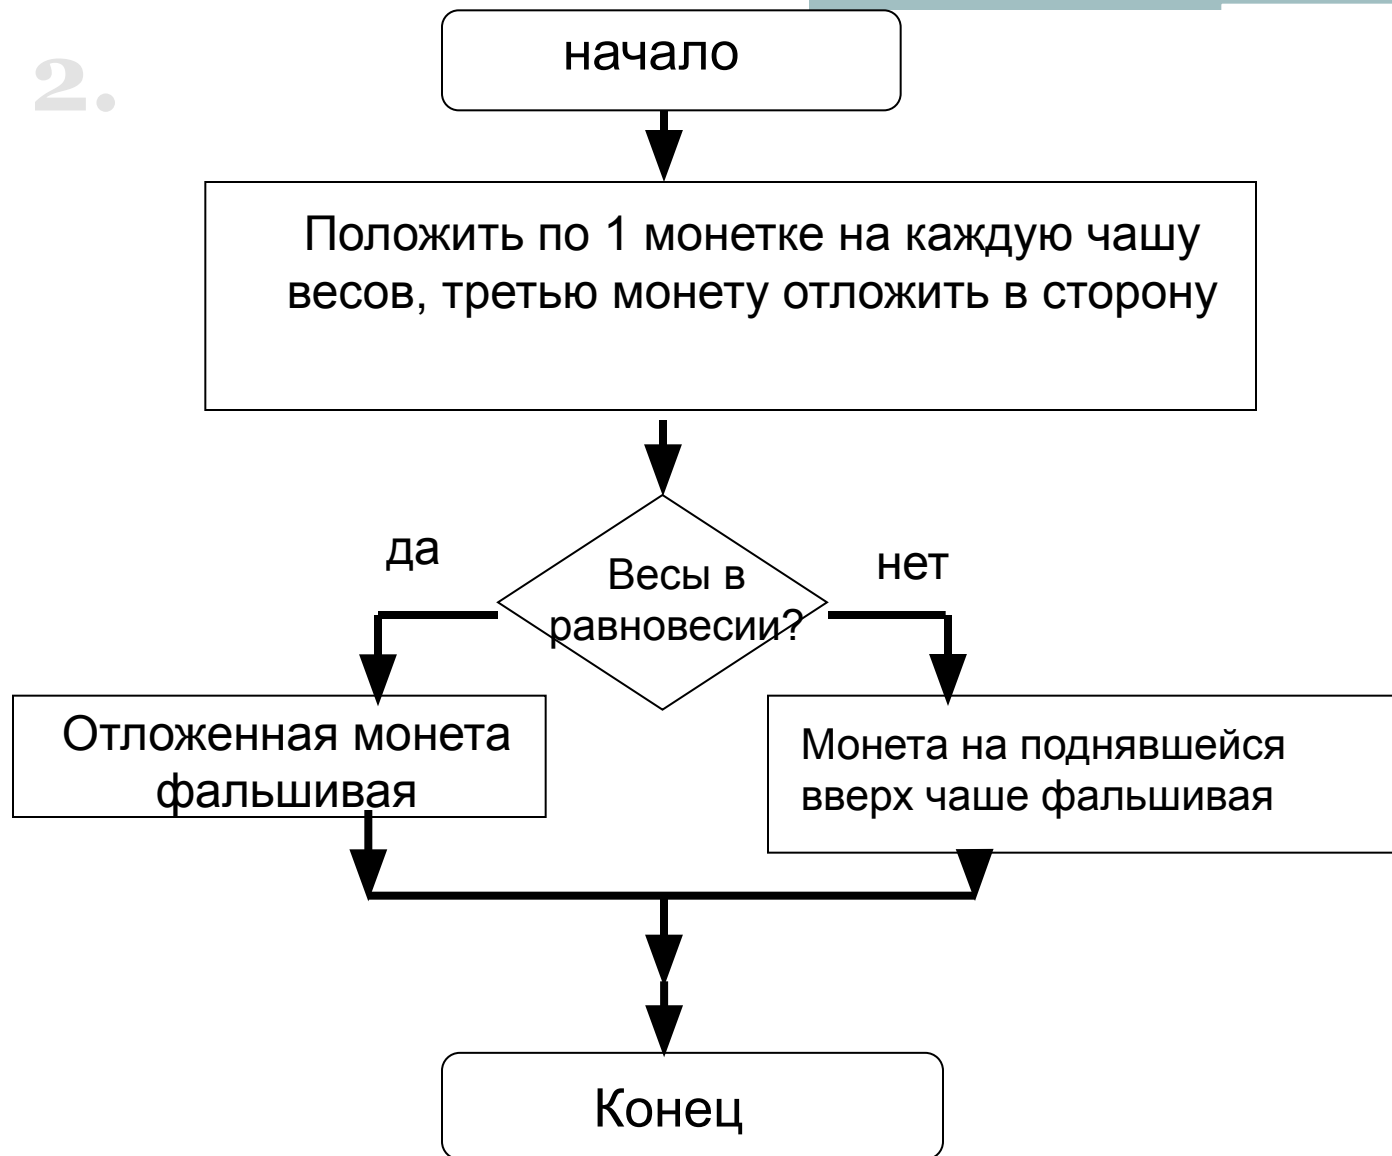 2.
начало
Положить по 1 монетке на каждую чашу
весов, третью монету отложить в сторону
да
нет
Весы в
равновесии?
Отложенная монета
фальшивая
Монета на поднявшейся
вверх чаше фальшивая
Конец